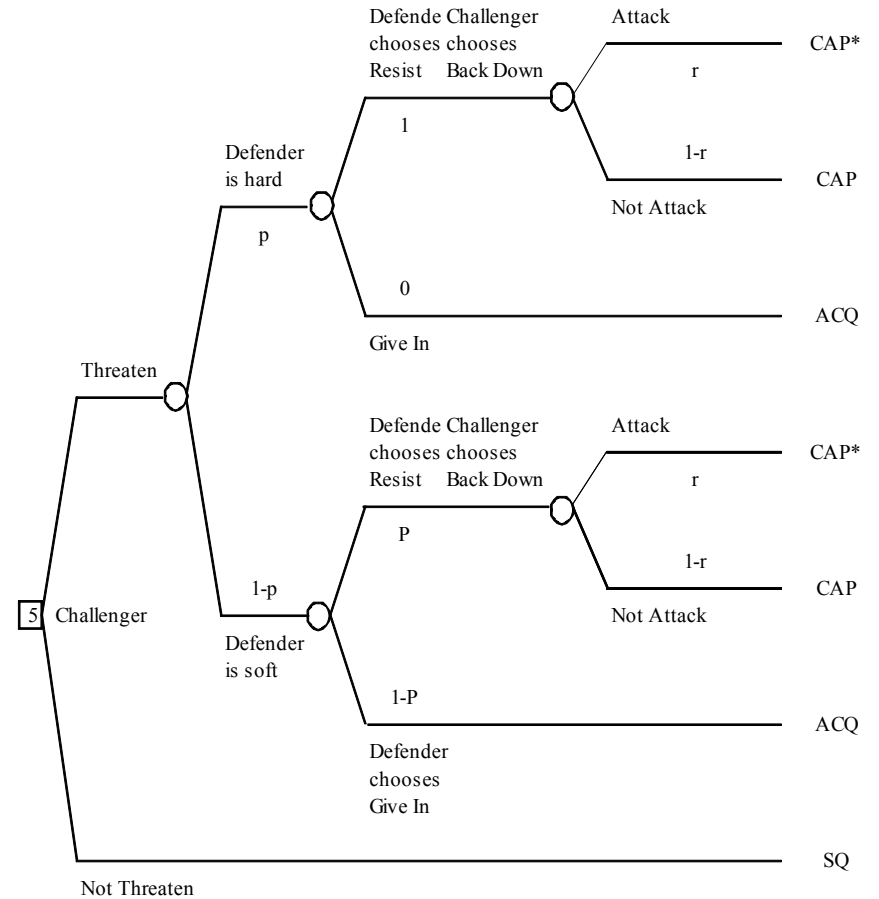 Defende Challenger
chooses chooses
Resist Back Down
Attack
CAP*
r
1
1-r
CAP
Not Attack
Defender
is hard
p
0
ACQ
Give In
Threaten
Defende Challenger
chooses chooses
Resist Back Down
Attack
CAP*
r
P
1-r
CAP
Not Attack
1-p
Defender
is soft
5 Challenger
1-P
ACQ
Defender
chooses
Give In
SQ
Not Threaten